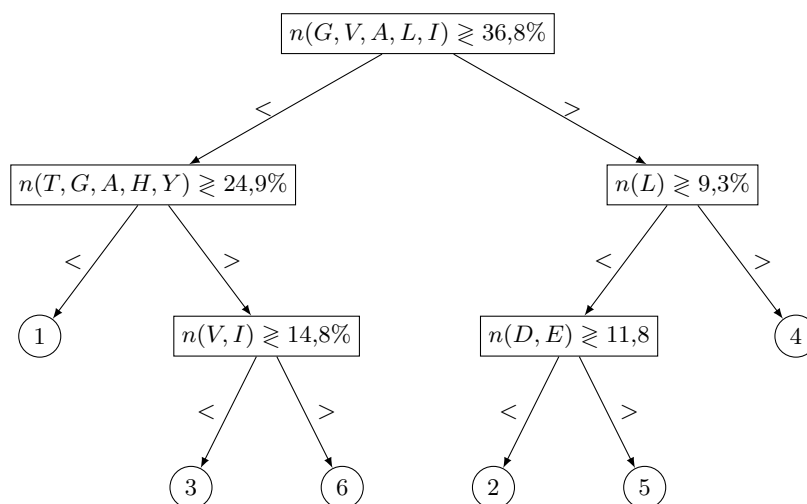 n(G, V, A, L, I) ≷ 36,8%
< >
n(T, G, A, H, Y) ≷ 24,9% n(L) ≷ 9,3%
< > < >
1 n(V, I) ≷ 14,8% n(D, E) ≷ 11,8 4
< > < >
3 6 2 5